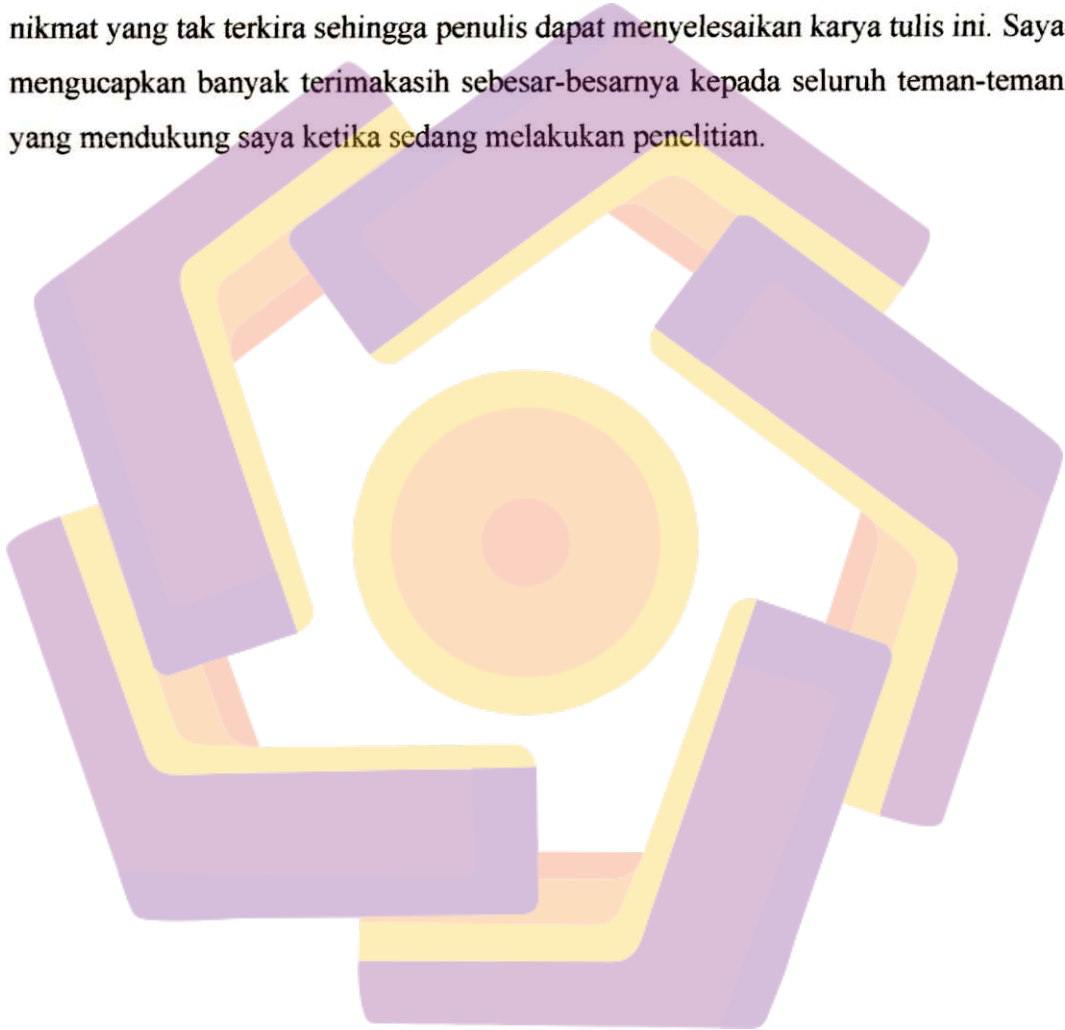 nikmat yang tak terkira sehingga penulis dapat menyelesaikan karya tulis ini. Saya
mengucapkan banyak terimakasih sebesar-besarnya kepada seluruh teman-teman
yang mendukung saya ketika sedang melakukan penelitian.